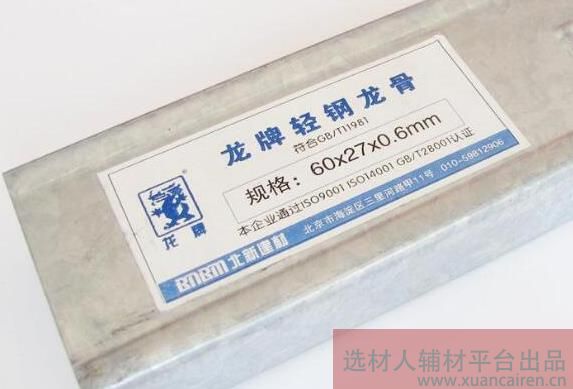 龙牌轻钢龙骨
符合GB/T11981
规格：60x27x0.6mm
本企业通过ISO9001 ISO14001 GB/T28001认证
北京市海淀区三里河路甲11号 010-59812906
龙牌
BNBM 北新建材
选材人辅材平台出品
www.xuancairen.cn